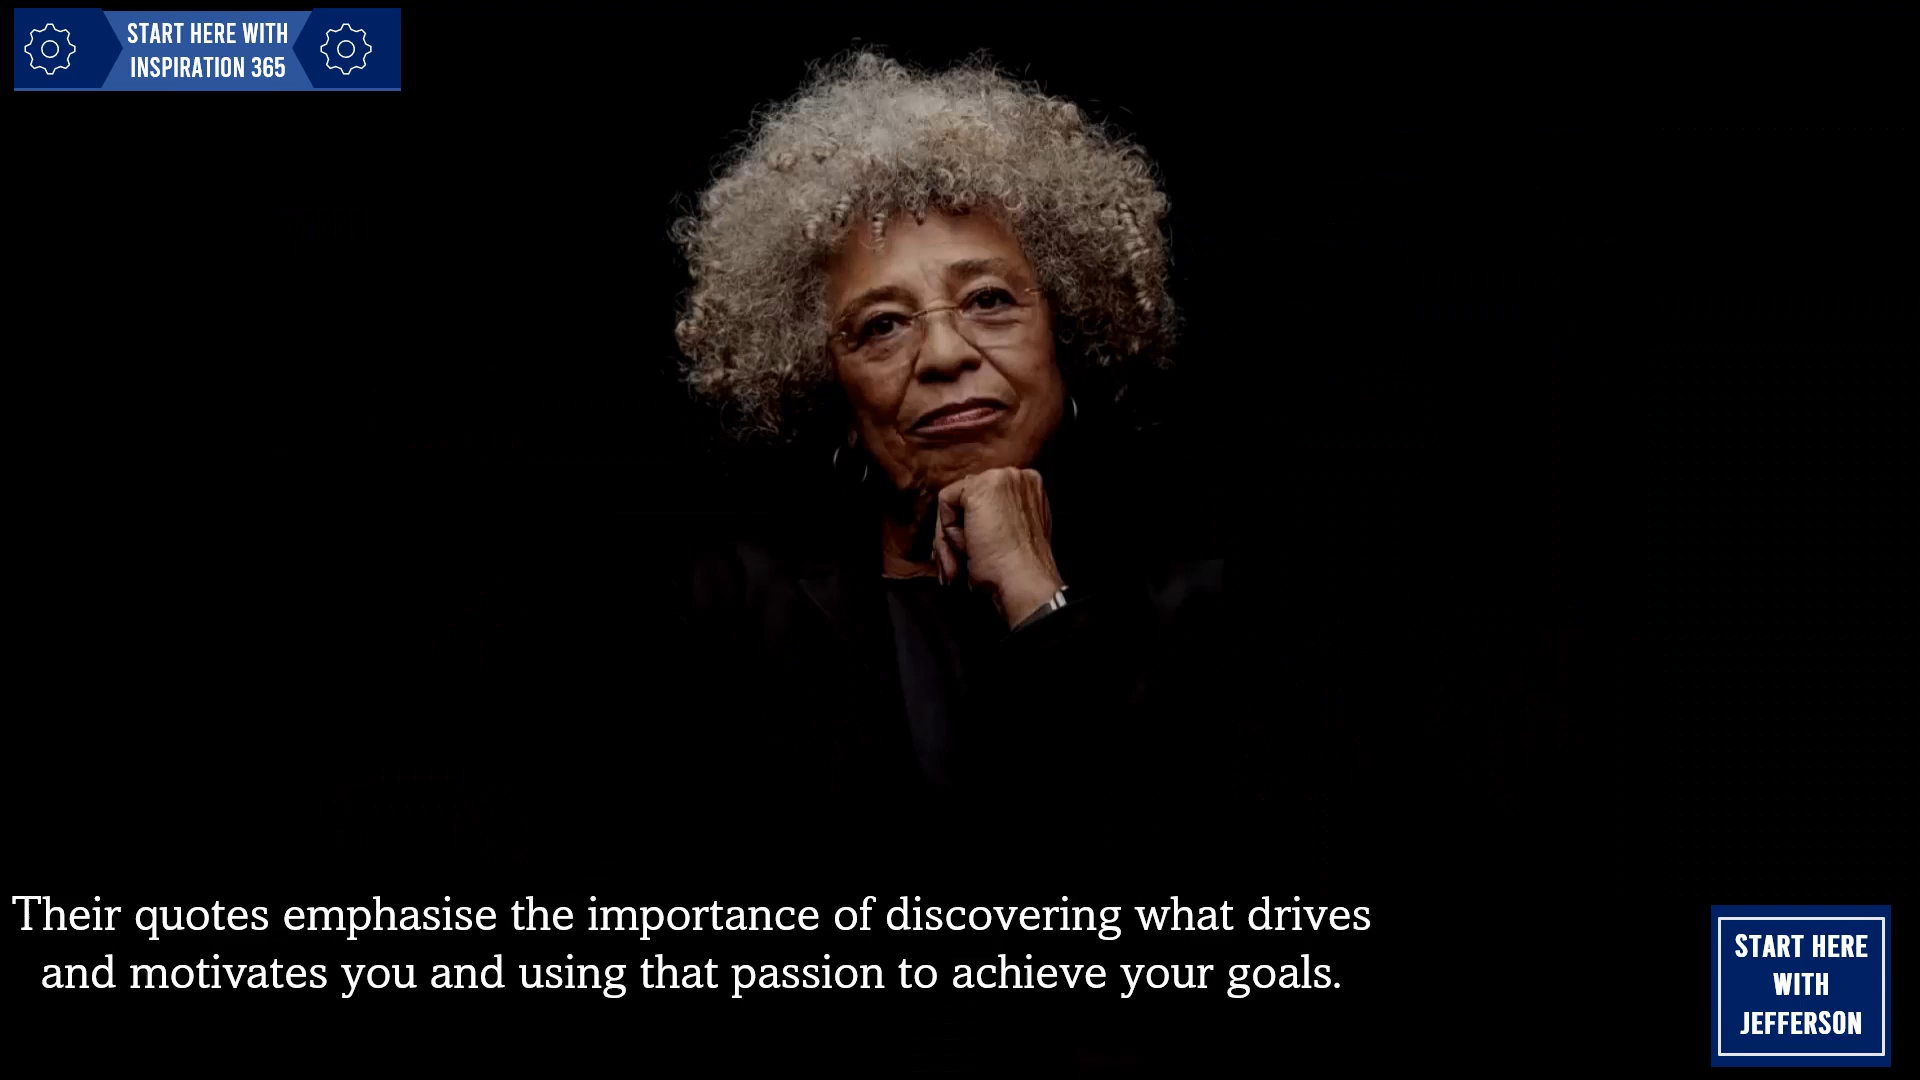 START HERE WITH
INSPIRATION 365
Their quotes emphasise the importance of discovering what drives
and motivates you and using that passion to achieve your goals.
START HERE
WITH
JEFFERSON